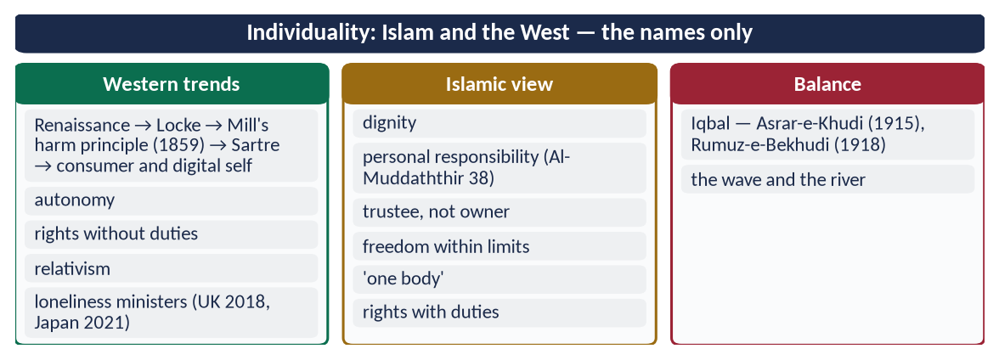 Individuality: Islam and the West — the names only
Western trends
Renaissance → Locke → Mill's
harm principle (1859) → Sartre
→ consumer and digital self
autonomy
rights without duties
relativism
loneliness ministers (UK 2018,
Japan 2021)
Islamic view
dignity
personal responsibility (Al-
Muddaththir 38)
trustee, not owner
freedom within limits
'one body'
rights with duties
Balance
Iqbal — Asrar-e-Khudi (1915),
Rumuz-e-Bekhudi (1918)
the wave and the river